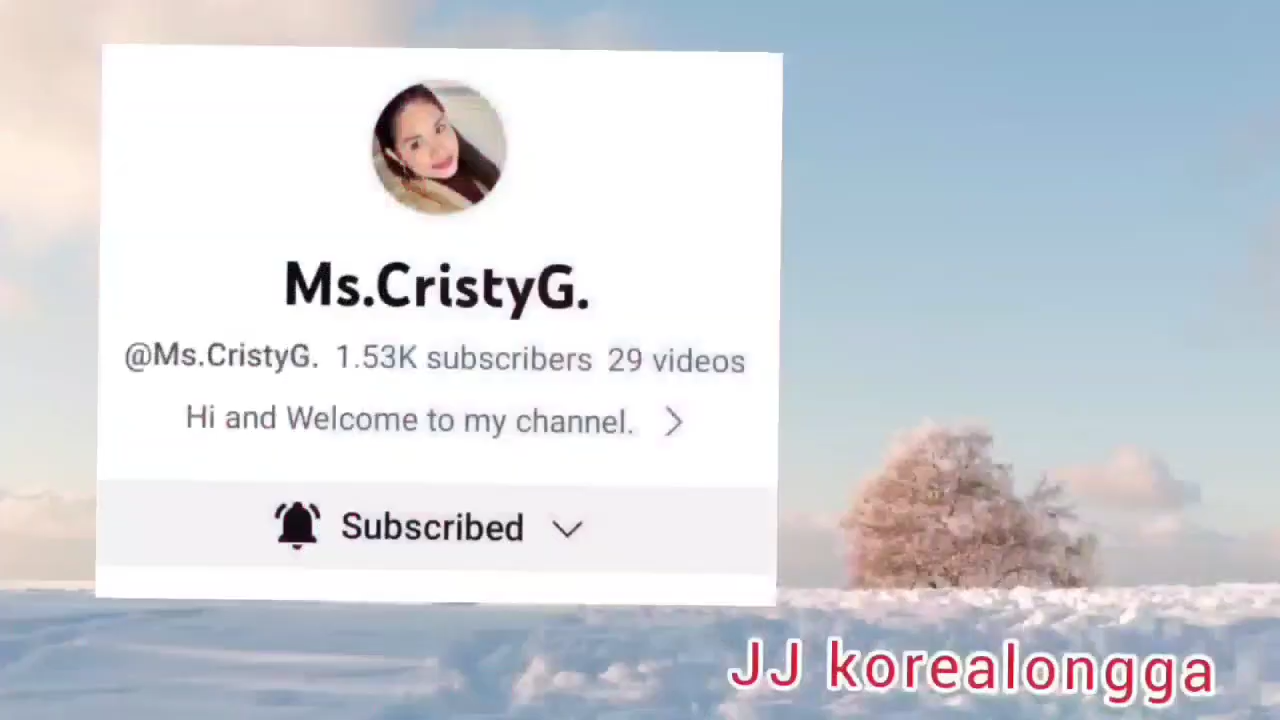 Ms.CristyG.
@Ms.CristyG. 1.53K subscribers 29 videos
Hi and Welcome to my channel.
Subscribed
JJ korealongga